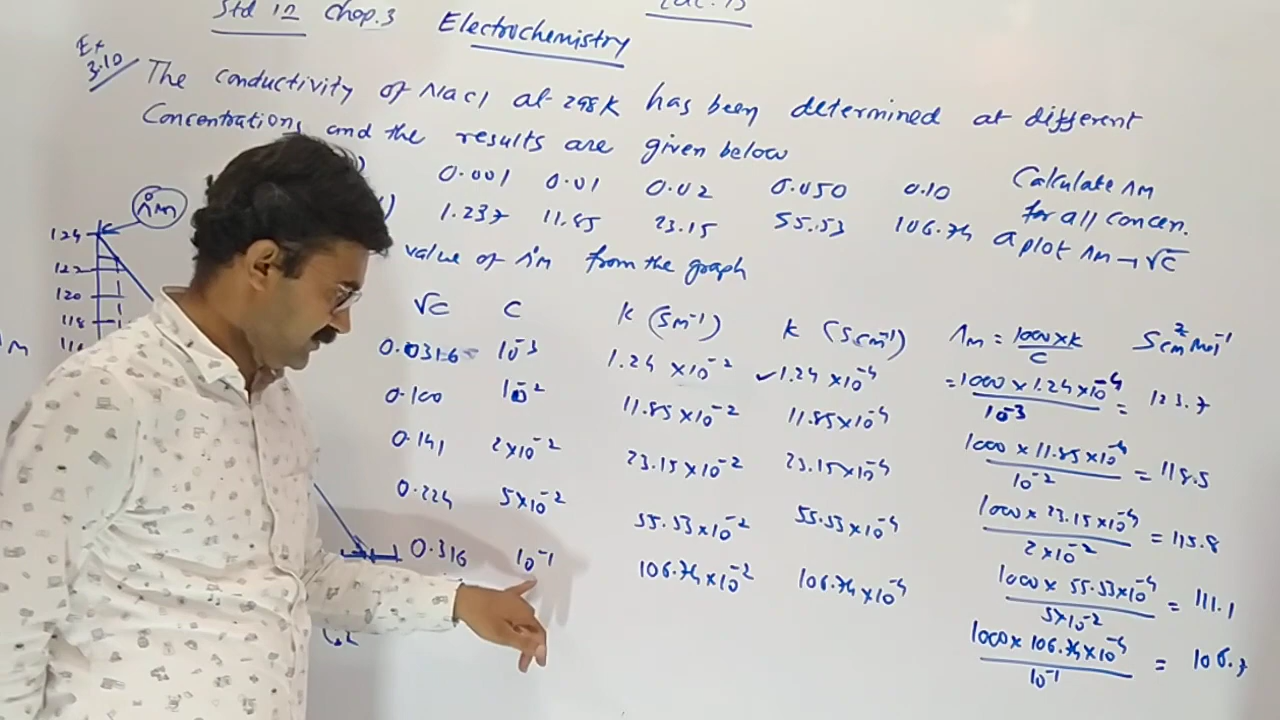 Std 12 Chap.3 Electrochemistry
Ex 3.10 The conductivity of NaCl at 298K has been determined at different
Concentrations and the results are given below
0.001 0.01 0.02 0.050 0.10 Calculate Λm
1.237 11.85 23.15 55.53 106.74 for all concen.
a plot Λm → √C
value of Λ°m from the graph
Λ°m
124
122
120
118
Λm
√C C K (Sm⁻¹) K (Scm⁻¹) Λm = 1000×K / C Scm² mol⁻¹
0.0316 10⁻³ 1.24 ×10⁻² 1.24 ×10⁻⁴ = 1000 × 1.24×10⁻⁴ / 10⁻³ = 123.7
0.100 10⁻² 11.85×10⁻² 11.85×10⁻⁴ 1000 × 11.85×10⁻⁴ / 10⁻² = 118.5
0.141 2×10⁻² 23.15×10⁻² 23.15×10⁻⁴ 1000 × 23.15×10⁻⁴ / 2×10⁻² = 115.8
0.224 5×10⁻² 55.53×10⁻² 55.53×10⁻⁴ 1000 × 55.53×10⁻⁴ / 5×10⁻² = 111.1
0.316 10⁻¹ 106.74×10⁻² 106.74×10⁻⁴ 1000 × 106.74×10⁻⁴ / 10⁻¹ = 106.7